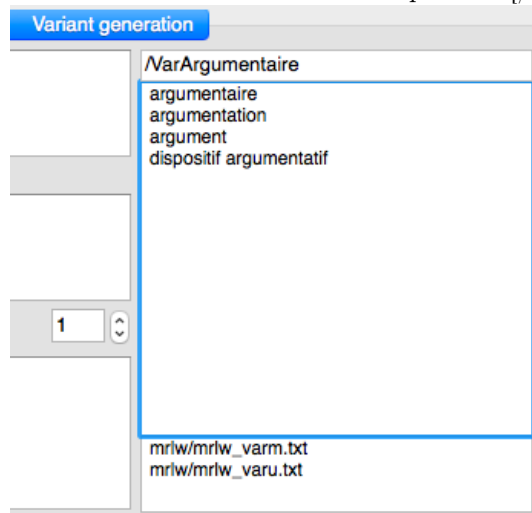 Variant generation
/VarArgumentaire
argumentaire
argumentation
argument
dispositif argumentatif
1
mrlw/mrlw_varm.txt
mrlw/mrlw_varu.txt